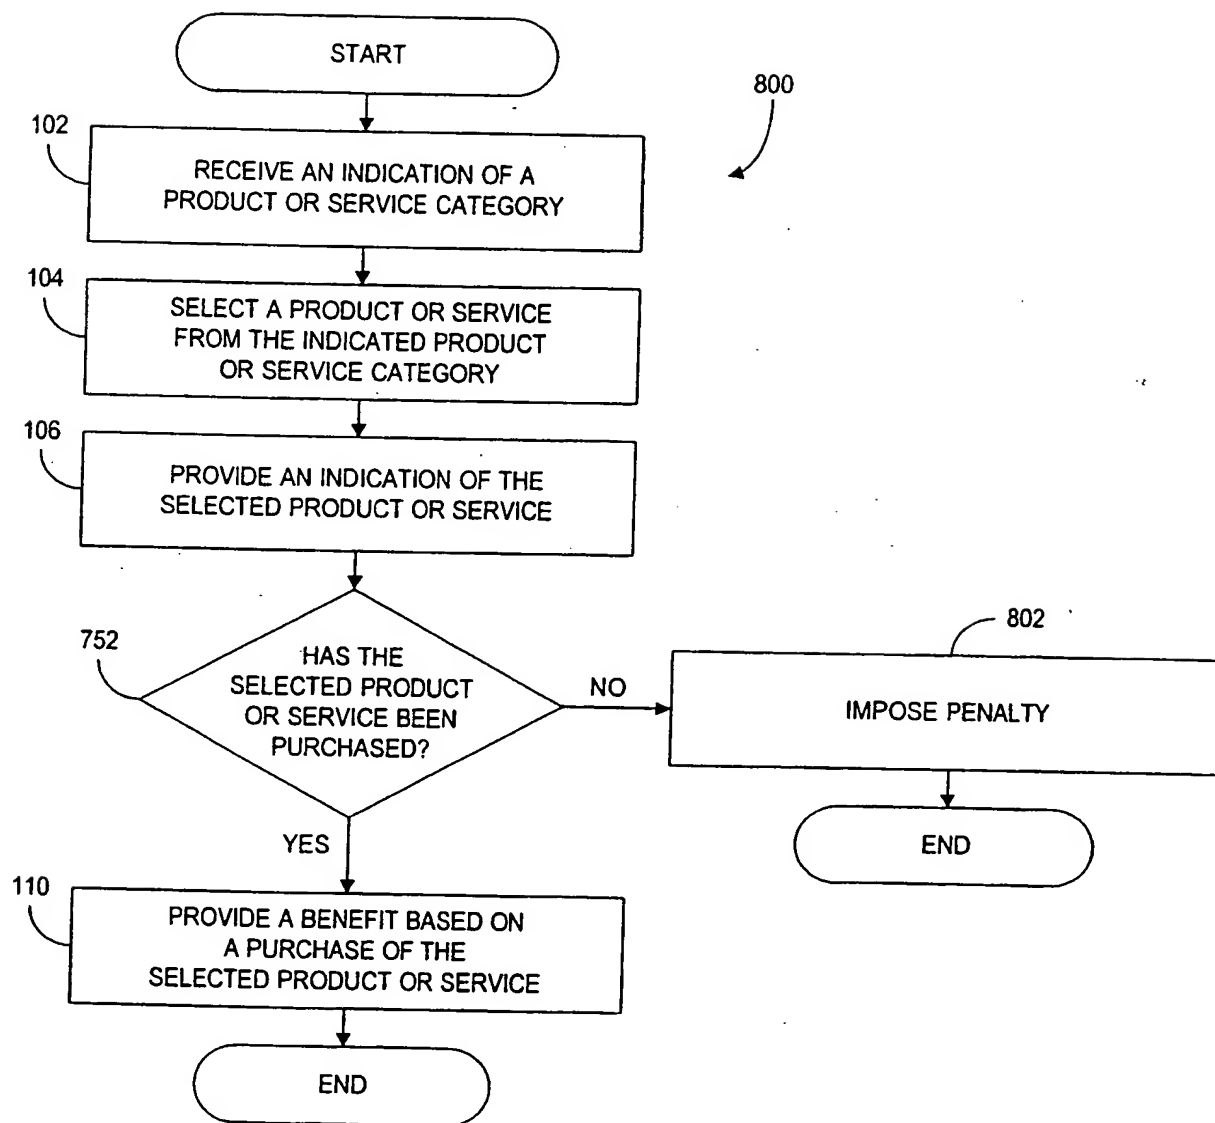 START
800
102
RECEIVE AN INDICATION OF A
PRODUCT OR SERVICE CATEGORY
104
SELECT A PRODUCT OR SERVICE
FROM THE INDICATED PRODUCT
OR SERVICE CATEGORY
106
PROVIDE AN INDICATION OF THE
SELECTED PRODUCT OR SERVICE
752
HAS THE
SELECTED PRODUCT
OR SERVICE BEEN
PURCHASED?
NO
802
IMPOSE PENALTY
END
YES
110
PROVIDE A BENEFIT BASED ON
A PURCHASE OF THE
SELECTED PRODUCT OR SERVICE
END